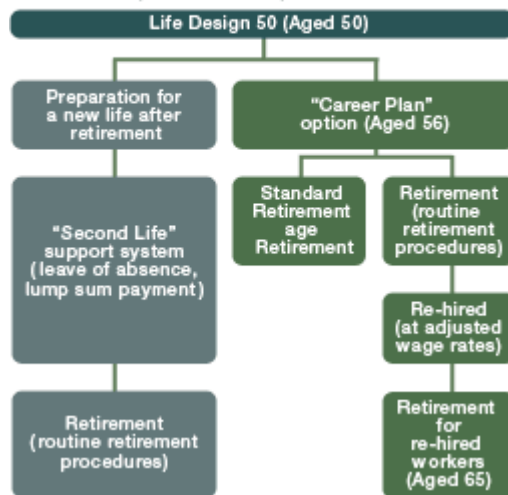 Life Design 50 (Aged 50)
Preparation for
a new life after
retirement
“Career Plan”
option (Aged 56)
“Second Life”
support system
(leave of absence,
lump sum payment)
Standard
Retirement
age
Retirement
Retirement
(routine
retirement
procedures)
Re-hired
(at adjusted
wage rates)
Retirement
(routine retirement
procedures)
Retirement
for
re-hired
workers
(Aged 65)